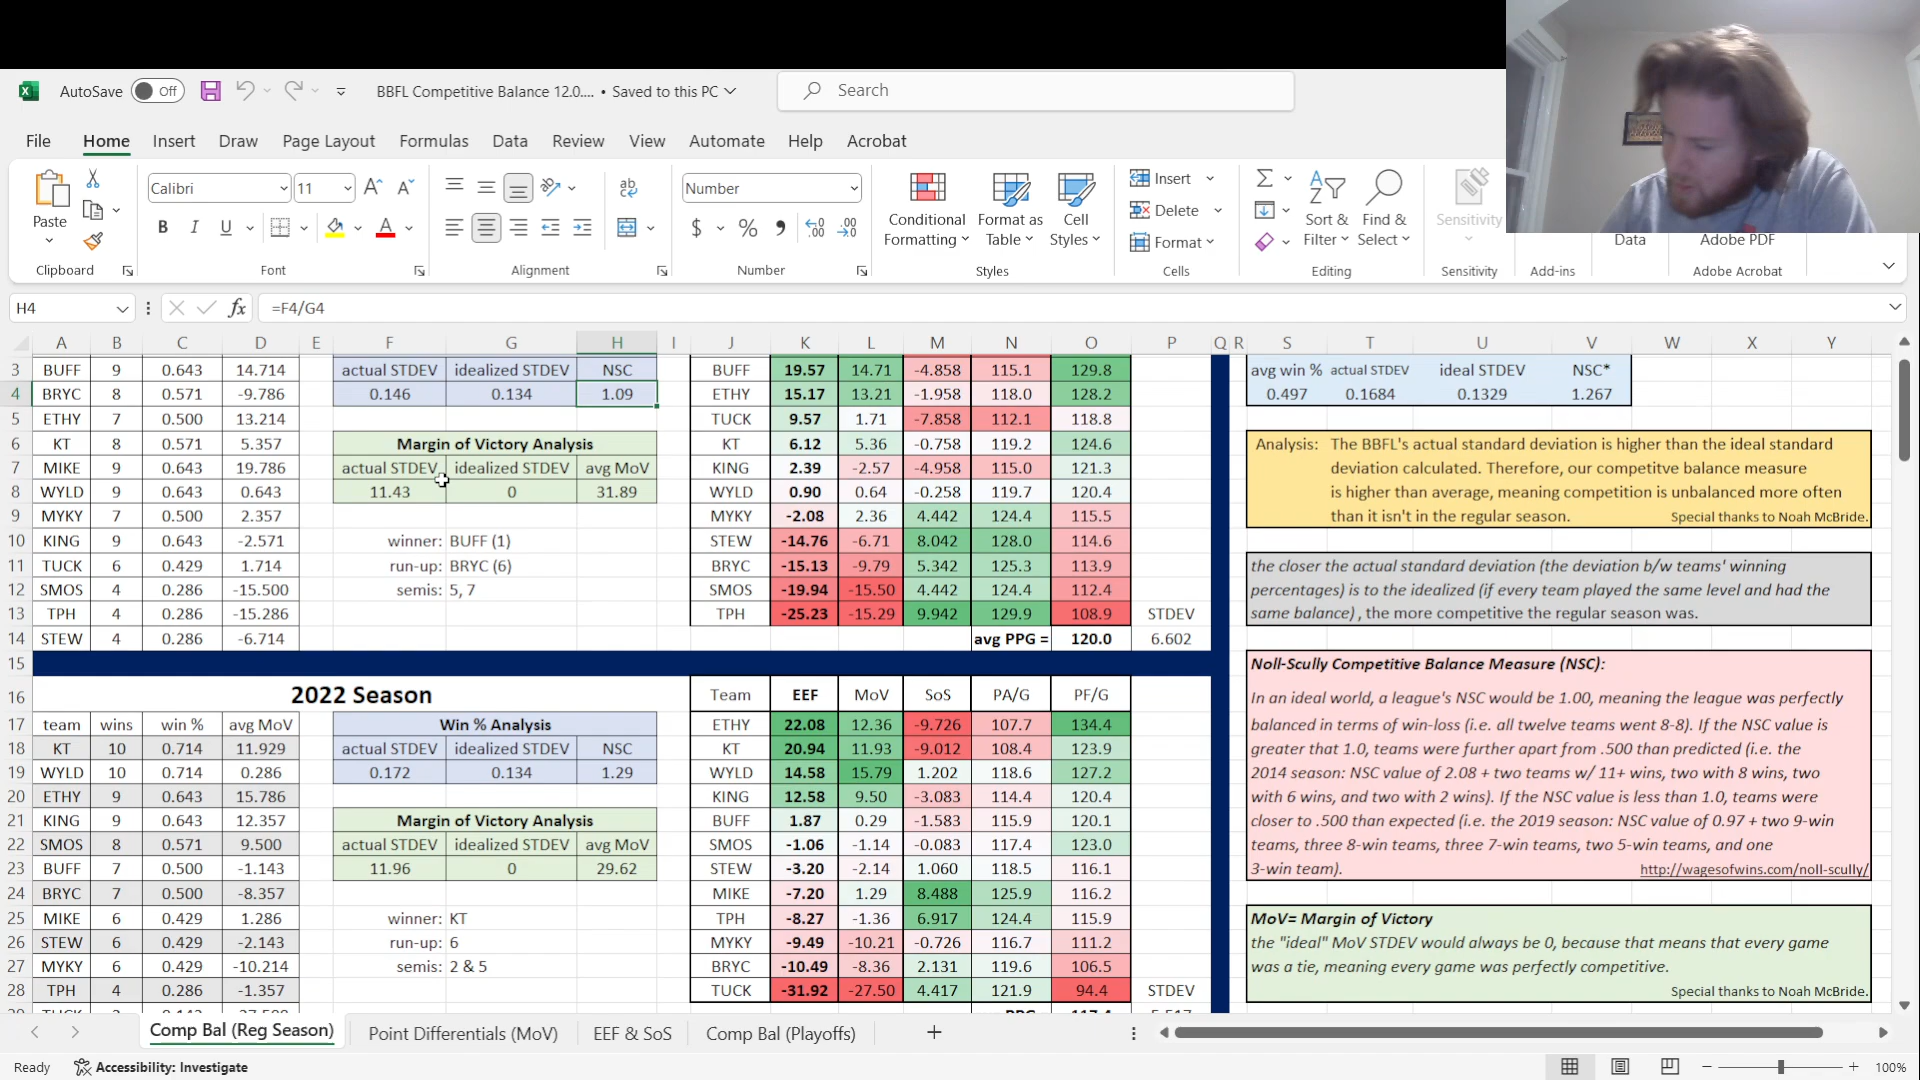 AutoSave Off BBFL Competitive Balance 12.0.... • Saved to this PC Search
File Home Insert Draw Page Layout Formulas Data Review View Automate Help Acrobat
Paste Calibri 11 Number Conditional Formatting Format as Table Cell Styles Insert Delete Format Sort & Filter Find & Select Sensitivity Data Adobe PDF
Clipboard Font Alignment Number Styles Cells Editing Sensitivity Add-ins Adobe Acrobat
H4 fx =F4/G4
A B C D E F G H I J K L M N O P Q R S T U V W X Y
3 BUFF 9 0.643 14.714 actual STDEV idealized STDEV NSC BUFF 19.57 14.71 -4.858 115.1 129.8 avg win % actual STDEV ideal STDEV NSC*
4 BRYC 8 0.571 -9.786 0.146 0.134 1.09 ETHY 15.17 13.21 -1.958 118.0 128.2 0.497 0.1684 0.1329 1.267
5 ETHY 7 0.500 13.214 TUCK 9.57 1.71 -7.858 112.1 118.8
6 KT 8 0.571 5.357 Margin of Victory Analysis KT 6.12 5.36 -0.758 119.2 124.6 Analysis: The BBFL's actual standard deviation is higher than the ideal standard
7 MIKE 9 0.643 19.786 actual STDEV idealized STDEV avg MoV KING 2.39 -2.57 -4.958 115.0 121.3 deviation calculated. Therefore, our competitve balance measure
8 WYLD 9 0.643 0.643 11.43 0 31.89 WYLD 0.90 0.64 -0.258 119.7 120.4 is higher than average, meaning competition is unbalanced more often
9 MYKY 7 0.500 2.357 MYKY -2.08 2.36 4.442 124.4 115.5 than it isn't in the regular season. Special thanks to Noah McBride.
10 KING 9 0.643 -2.571 winner: BUFF (1) STEW -14.76 -6.71 8.042 128.0 114.6
11 TUCK 6 0.429 1.714 run-up: BRYC (6) BRYC -15.13 -9.79 5.342 125.3 113.9 the closer the actual standard deviation (the deviation b/w teams' winning
12 SMOS 4 0.286 -15.500 semis: 5, 7 SMOS -19.94 -15.50 4.442 124.4 112.4 percentages) is to the idealized (if every team played the same level and had the
13 TPH 4 0.286 -15.286 TPH -25.23 -15.29 9.942 129.9 108.9 STDEV same balance) , the more competitive the regular season was.
14 STEW 4 0.286 -6.714 avg PPG = 120.0 6.602
15 Noll-Scully Competitive Balance Measure (NSC):
16 2022 Season Team EEF MoV SoS PA/G PF/G In an ideal world, a league's NSC would be 1.00, meaning the league was perfectly
17 team wins win % avg MoV Win % Analysis ETHY 22.08 12.36 -9.726 107.7 134.4 balanced in terms of win-loss (i.e. all twelve teams went 8-8). If the NSC value is
18 KT 10 0.714 11.929 actual STDEV idealized STDEV NSC KT 20.94 11.93 -9.012 108.4 123.9 greater that 1.0, teams were further apart from .500 than predicted (i.e. the
19 WYLD 10 0.714 0.286 0.172 0.134 1.29 WYLD 14.58 15.79 1.202 118.6 127.2 2014 season: NSC value of 2.08 + two teams w/ 11+ wins, two with 8 wins, two
20 ETHY 9 0.643 15.786 KING 12.58 9.50 -3.083 114.4 120.4 with 6 wins, and two with 2 wins). If the NSC value is less than 1.0, teams were
21 KING 9 0.643 12.357 Margin of Victory Analysis BUFF 1.87 0.29 -1.583 115.9 120.1 closer to .500 than expected (i.e. the 2019 season: NSC value of 0.97 + two 9-win
22 SMOS 8 0.571 9.500 actual STDEV idealized STDEV avg MoV SMOS -1.06 -1.14 -0.083 117.4 123.0 teams, three 8-win teams, three 7-win teams, two 5-win teams, and one
23 BUFF 7 0.500 -1.143 11.96 0 29.62 STEW -3.20 -2.14 1.060 118.5 116.1 3-win team). http://wagesofwins.com/noll-scully/
24 BRYC 7 0.500 -8.357 MIKE -7.20 1.29 8.488 125.9 116.2
25 MIKE 6 0.429 1.286 winner: KT TPH -8.27 -1.36 6.917 124.4 115.9 MoV= Margin of Victory
26 STEW 6 0.429 -2.143 run-up: 6 MYKY -9.49 -10.21 -0.726 116.7 111.2 the "ideal" MoV STDEV would always be 0, because that means that every game
27 MYKY 6 0.429 -10.214 semis: 2 & 5 BRYC -10.49 -8.36 2.131 119.6 106.5 was a tie, meaning every game was perfectly competitive.
28 TPH 4 0.286 -1.357 TUCK -31.92 -27.50 4.417 121.9 94.4 STDEV Special thanks to Noah McBride.
Comp Bal (Reg Season) Point Differentials (MoV) EEF & SoS Comp Bal (Playoffs)
Ready Accessibility: Investigate 100%